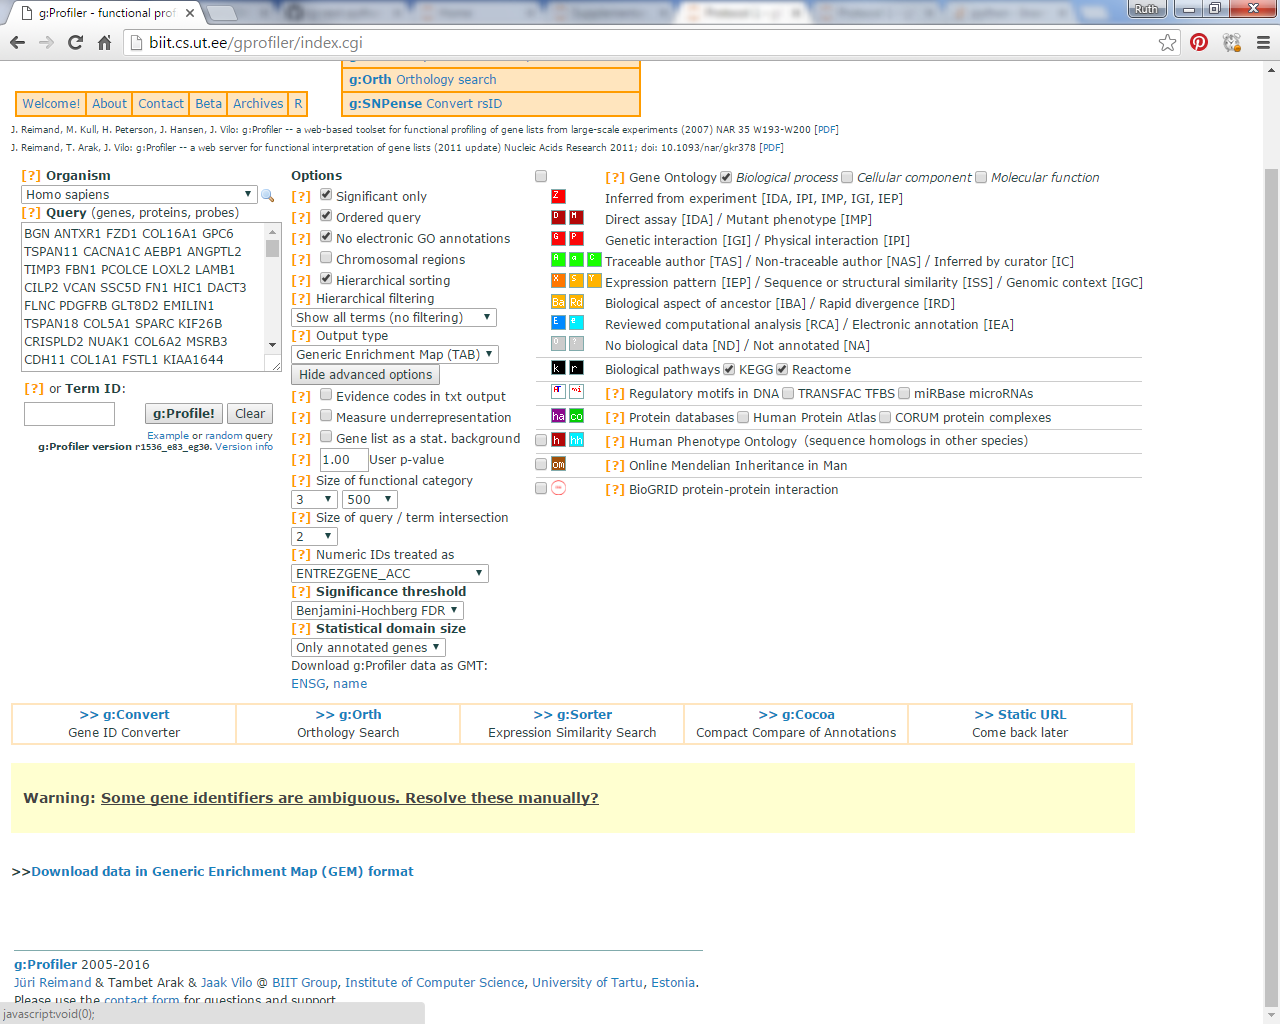 g:Profiler - functional prof
Ruth
biit.cs.ut.ee/gprofiler/index.cgi
g:Orth Orthology search
Welcome! About Contact Beta Archives R
g:SNPense Convert rsID
J. Reimand, M. Kull, H. Peterson, J. Hansen, J. Vilo: g:Profiler -- a web-based toolset for functional profiling of gene lists from large-scale experiments (2007) NAR 35 W193-W200 [PDF]
J. Reimand, T. Arak, J. Vilo: g:Profiler -- a web server for functional interpretation of gene lists (2011 update) Nucleic Acids Research 2011; doi: 10.1093/nar/gkr378 [PDF]
[?] Organism
Homo sapiens
[?] Query (genes, proteins, probes)
BGN ANTXR1 FZD1 COL16A1 GPC6
TSPAN11 CACNA1C AEBP1 ANGPTL2
TIMP3 FBN1 PCOLCE LOXL2 LAMB1
CILP2 VCAN SSC5D FN1 HIC1 DACT3
FLNC PDGFRB GLT8D2 EMILIN1
TSPAN18 COL5A1 SPARC KIF26B
CRISPLD2 NUAK1 COL6A2 MSRB3
CDH11 COL1A1 FSTL1 KIAA1644
[?] or Term ID:
g:Profile! Clear
Example or random query
g:Profiler version r1536_e83_eg30. Version info
Options
[?] Significant only
[?] Ordered query
[?] No electronic GO annotations
[?] Chromosomal regions
[?] Hierarchical sorting
[?] Hierarchical filtering
Show all terms (no filtering)
[?] Output type
Generic Enrichment Map (TAB)
Hide advanced options
[?] Evidence codes in txt output
[?] Measure underrepresentation
[?] Gene list as a stat. background
[?] 1.00 User p-value
[?] Size of functional category
3 500
[?] Size of query / term intersection
2
[?] Numeric IDs treated as
ENTREZGENE_ACC
[?] Significance threshold
Benjamini-Hochberg FDR
[?] Statistical domain size
Only annotated genes
Download g:Profiler data as GMT:
ENSG, name
[?] Gene Ontology Biological process Cellular component Molecular function
Inferred from experiment [IDA, IPI, IMP, IGI, IEP]
D M Direct assay [IDA] / Mutant phenotype [IMP]
G P Genetic interaction [IGI] / Physical interaction [IPI]
A a C Traceable author [TAS] / Non-traceable author [NAS] / Inferred by curator [IC]
X S Y Expression pattern [IEP] / Sequence or structural similarity [ISS] / Genomic context [IGC]
Ba Rd Biological aspect of ancestor [IBA] / Rapid divergence [IRD]
E e Reviewed computational analysis [RCA] / Electronic annotation [IEA]
No biological data [ND] / Not annotated [NA]
k r Biological pathways KEGG Reactome
[?] Regulatory motifs in DNA TRANSFAC TFBS miRBase microRNAs
ha co [?] Protein databases Human Protein Atlas CORUM protein complexes
h hh [?] Human Phenotype Ontology (sequence homologs in other species)
om [?] Online Mendelian Inheritance in Man
[?] BioGRID protein-protein interaction
>> g:Convert
Gene ID Converter
>> g:Orth
Orthology Search
>> g:Sorter
Expression Similarity Search
>> g:Cocoa
Compact Compare of Annotations
>> Static URL
Come back later
Warning: Some gene identifiers are ambiguous. Resolve these manually?
>>Download data in Generic Enrichment Map (GEM) format
g:Profiler 2005-2016
Jüri Reimand & Tambet Arak & Jaak Vilo @ BIIT Group, Institute of Computer Science, University of Tartu, Estonia.
Please use the contact form for questions and support
javascript:void(0);